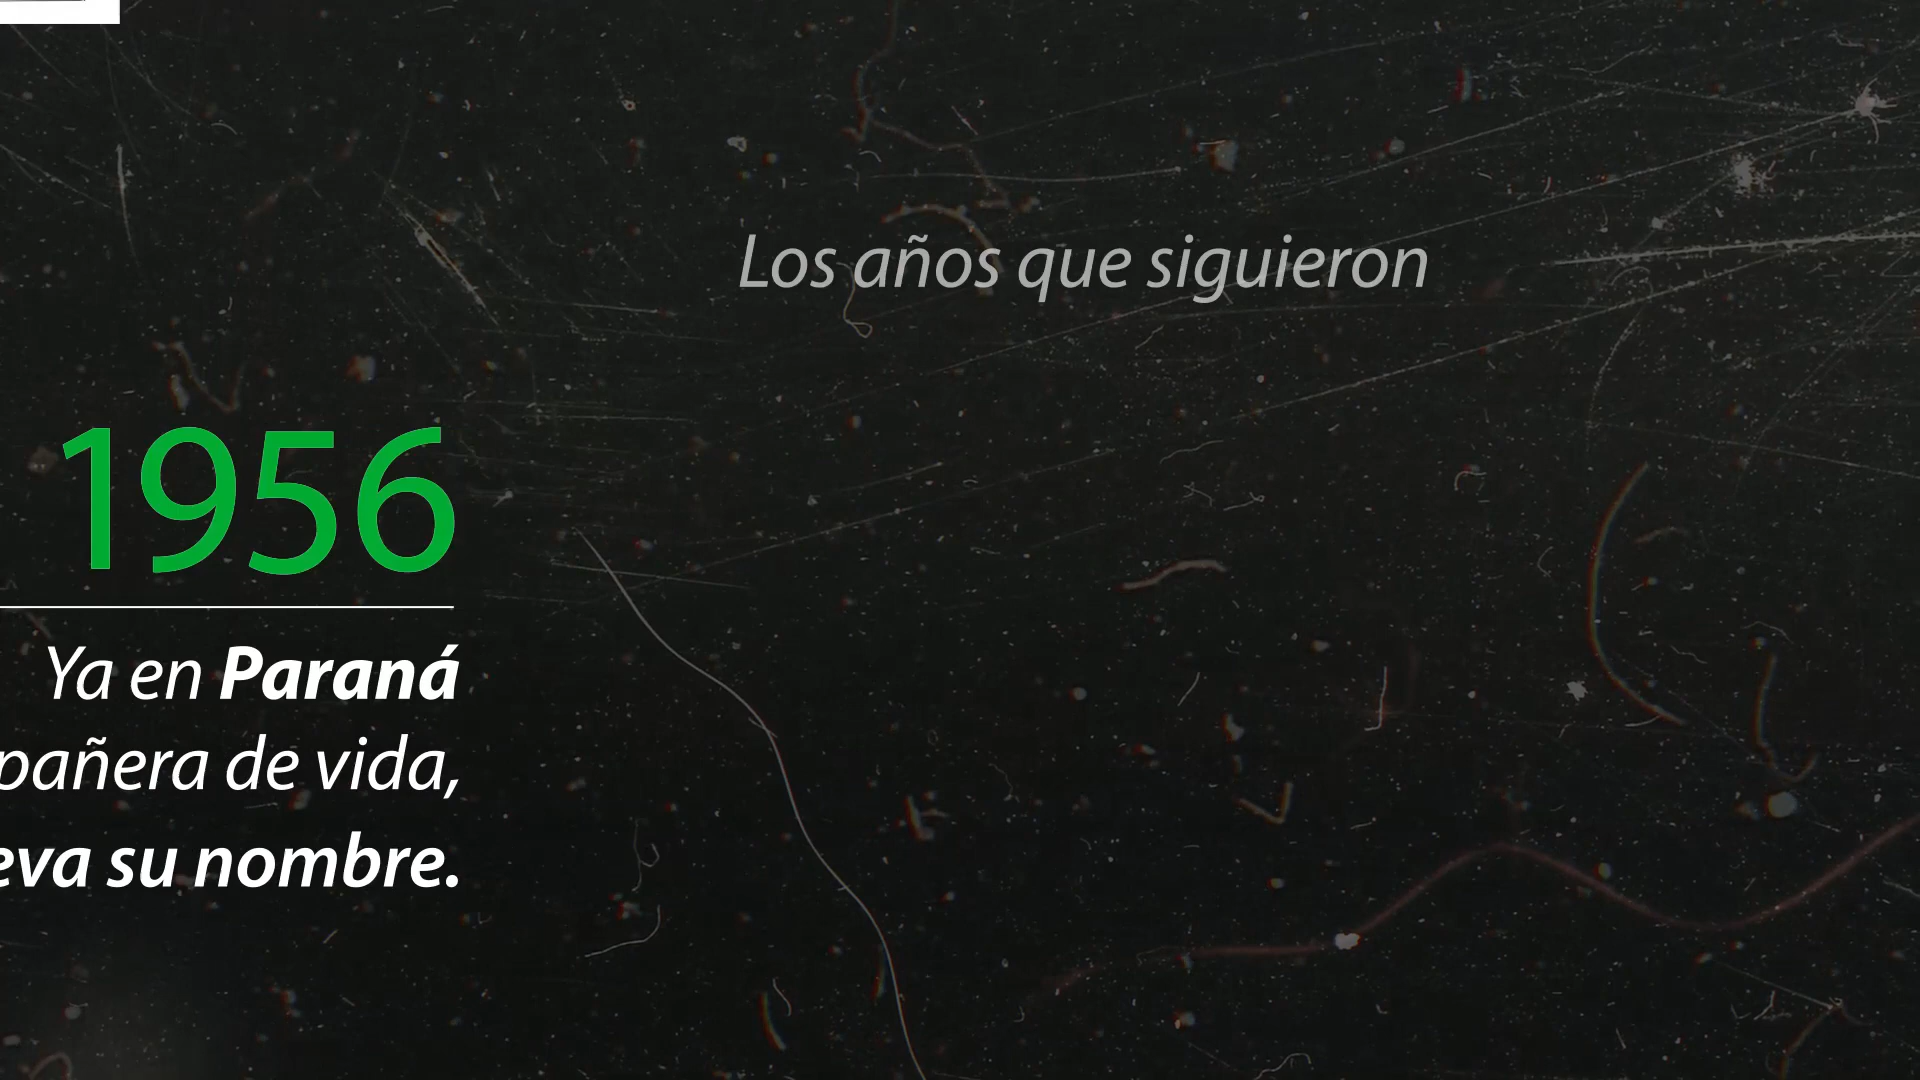 1956
Ya en Paraná
pañera de vida,
eva su nombre.
Los años que siguieron